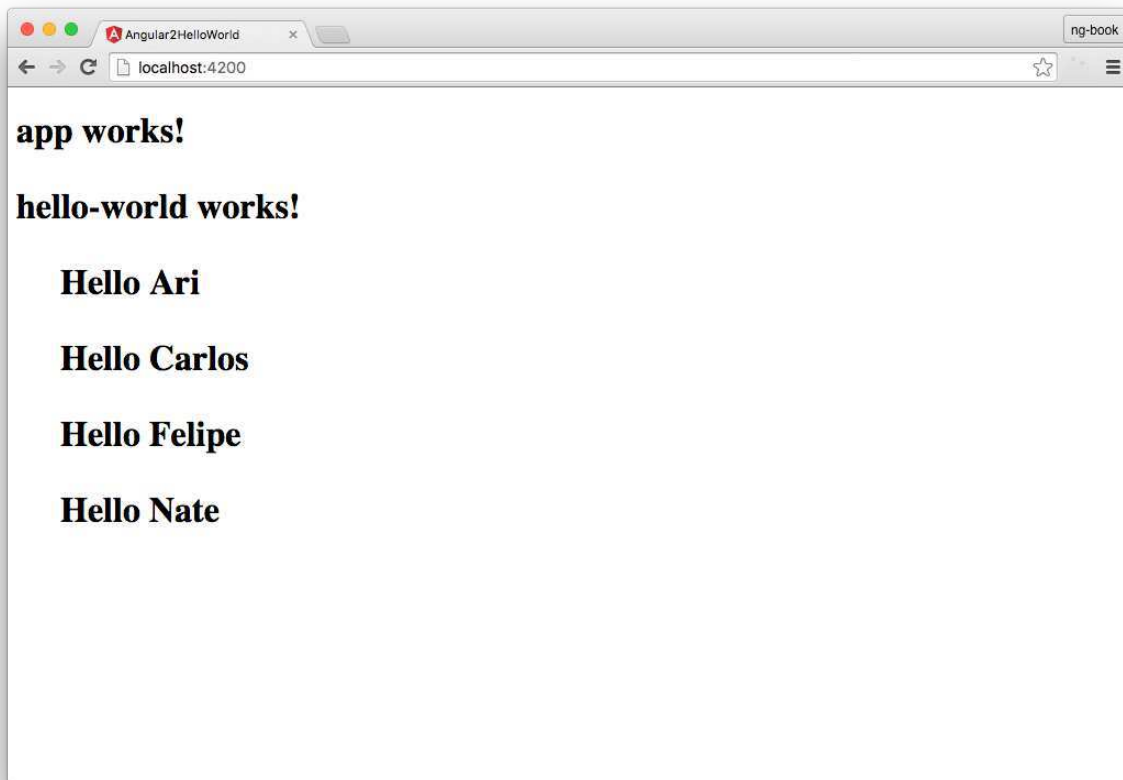 Angular2HelloWorld
ng-book
localhost:4200
app works!
hello-world works!
Hello Ari
Hello Carlos
Hello Felipe
Hello Nate